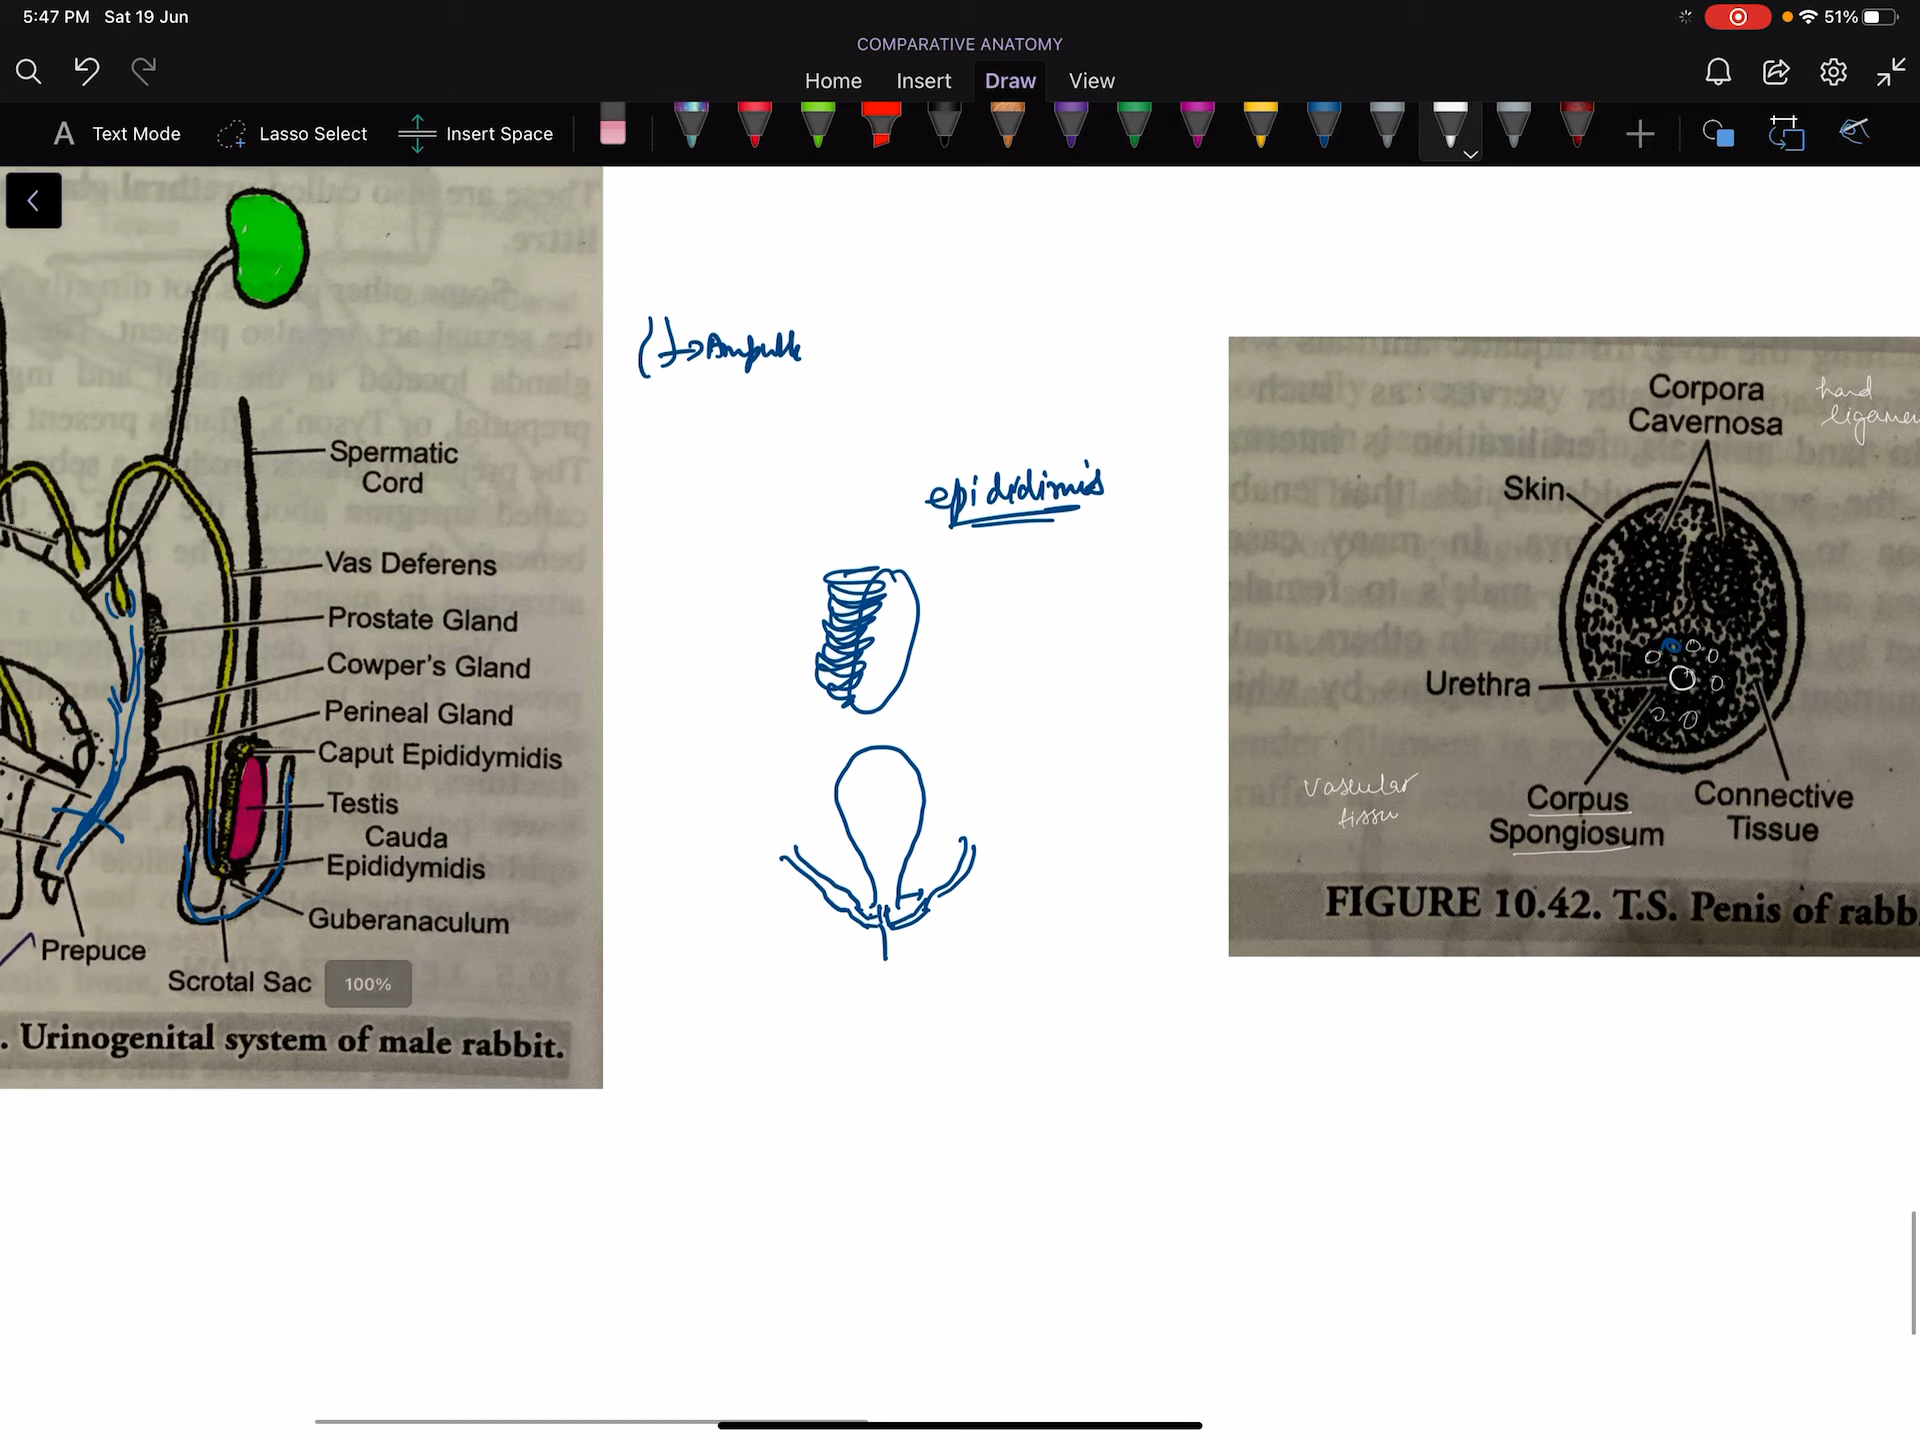 5:47 PM Sat 19 Jun
51%
COMPARATIVE ANATOMY
Home Insert Draw View
A Text Mode Lasso Select Insert Space
Spermatic
Cord
Vas Deferens
Prostate Gland
Cowper's Gland
Perineal Gland
Caput Epididymidis
Testis
Cauda
Epididymidis
Guberanaculum
Prepuce
Scrotal Sac
100%
. Urinogenital system of male rabbit.
epididimis
Corpora
Cavernosa
hard
Skin
Urethra
vascular
tissu
Corpus
Spongiosum
Connective
Tissue
FIGURE 10.42. T.S. Penis of rabb